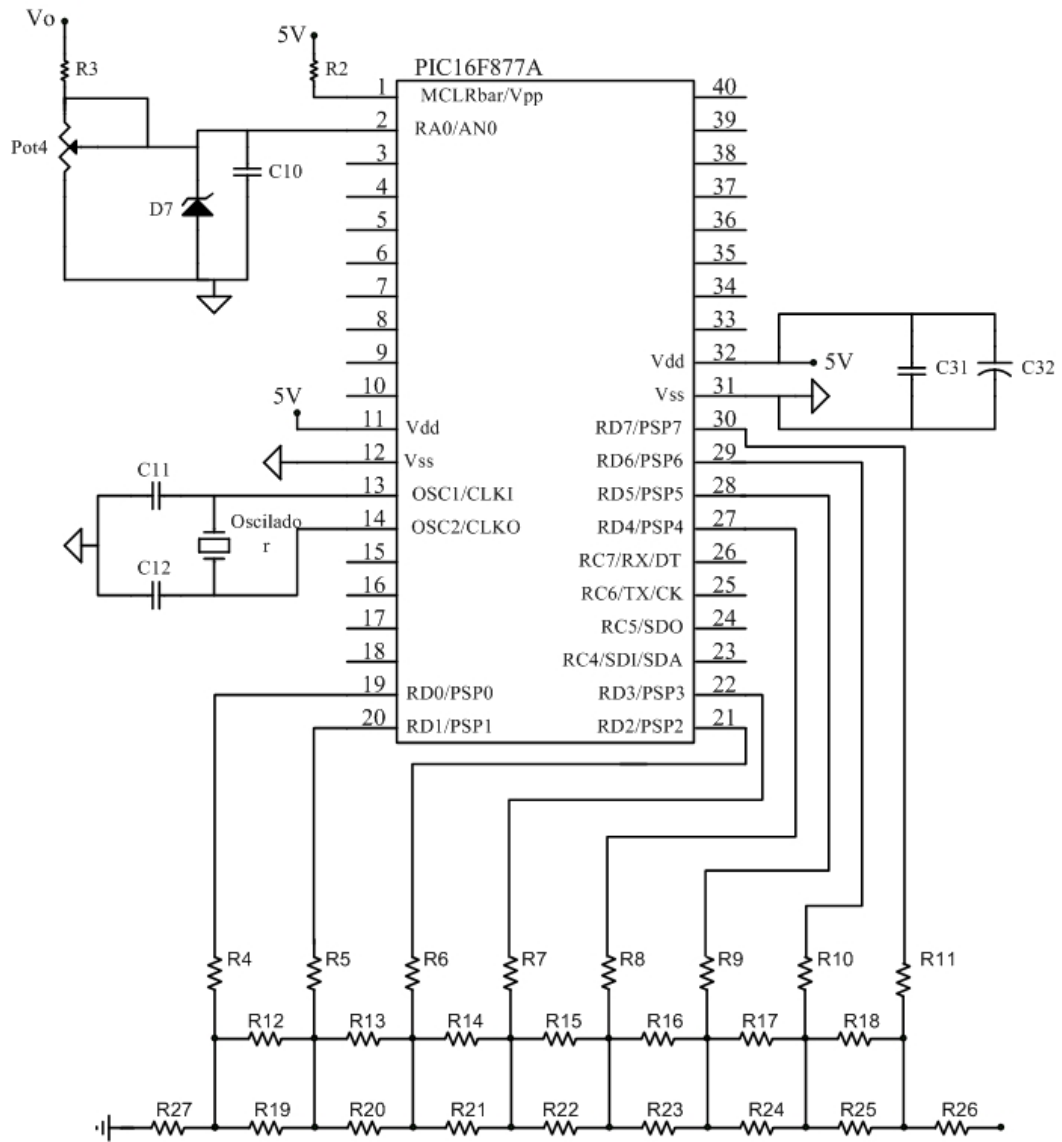 Vo
5V
R3
R2
PIC16F877A
1
MCLRbar/Vpp
40
2
RA0/AN0
39
Pot4
3
38
C10
4
37
D7
5
36
6
35
7
34
8
33
9
Vdd
32
5V
C31
C32
10
Vss
31
5V
11
Vdd
RD7/PSP7
30
12
Vss
RD6/PSP6
29
C11
13
OSC1/CLKI
RD5/PSP5
28
Oscilado
r
14
OSC2/CLKO
RD4/PSP4
27
C12
15
RC7/RX/DT
26
16
RC6/TX/CK
25
17
RC5/SDO
24
18
RC4/SDI/SDA
23
19
RD0/PSP0
RD3/PSP3
22
20
RD1/PSP1
RD2/PSP2
21
R4
R5
R6
R7
R8
R9
R10
R11
R12
R13
R14
R15
R16
R17
R18
R27
R19
R20
R21
R22
R23
R24
R25
R26